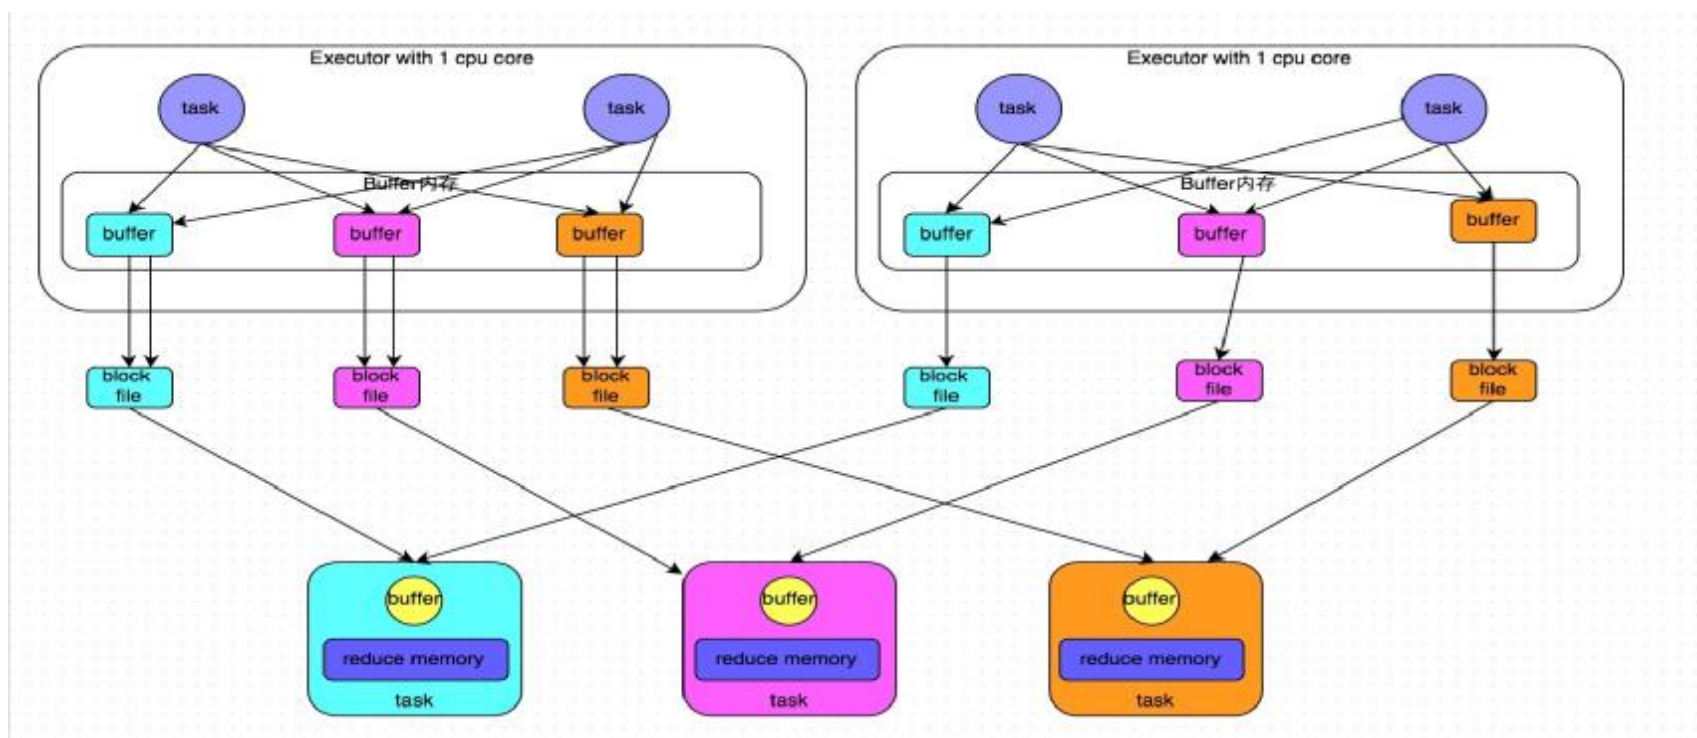 Executor with 1 cpu core
Executor with 1 cpu core
task
task
task
task
Buffer内存
Buffer内存
buffer
buffer
buffer
buffer
buffer
buffer
block
file
block
file
block
file
block
file
block
file
block
file
buffer
buffer
buffer
reduce memory
reduce memory
reduce memory
task
task
task